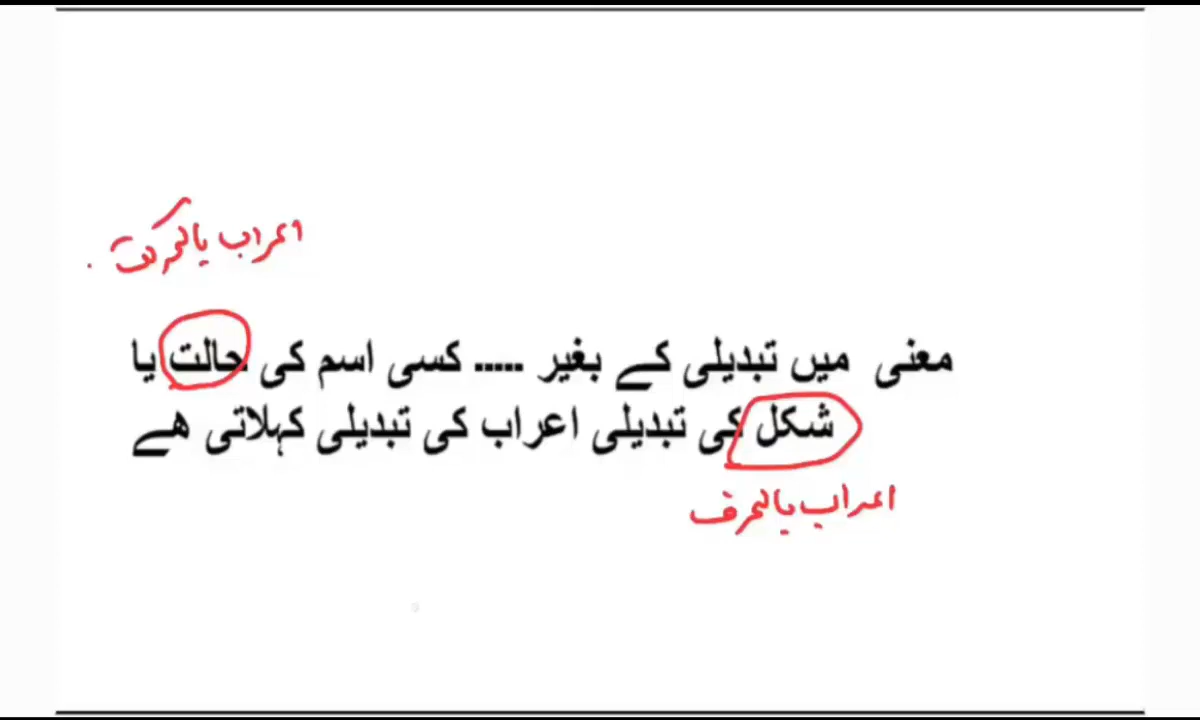 اعراب بالحرکت
معنی میں تبدیلی کے بغیر ..... کسی اسم کی حالت یا
شکل کی تبدیلی اعراب کی تبدیلی کہلاتی ھے
اعراب بالحرف